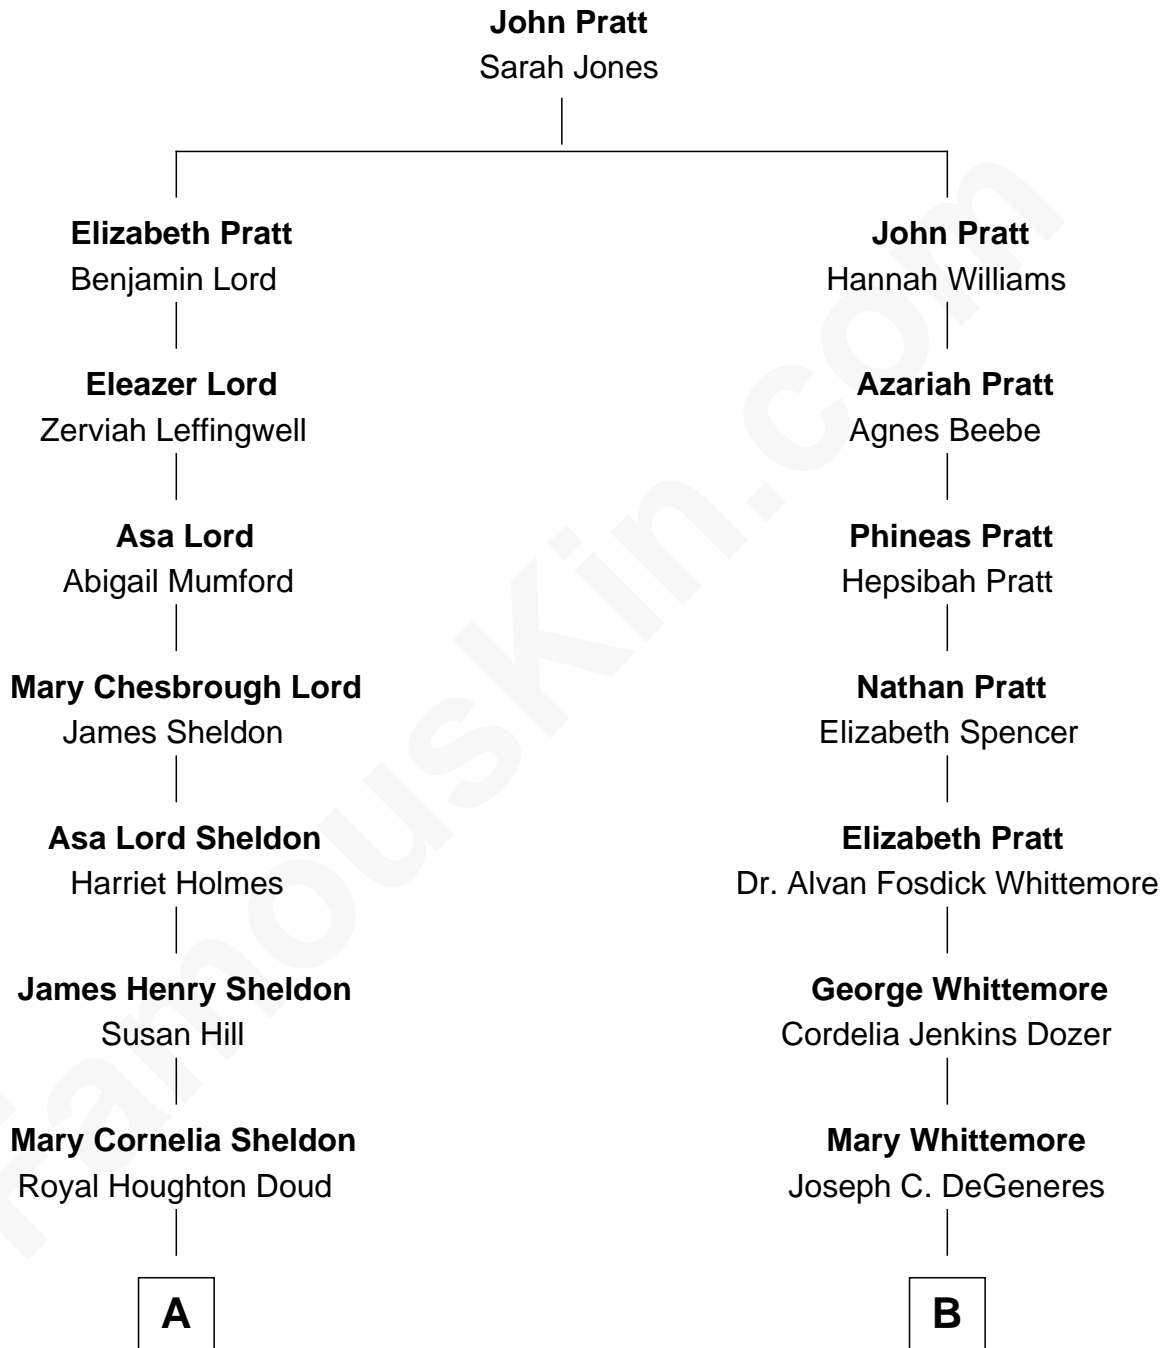 John Pratt
Sarah Jones
Elizabeth Pratt
Benjamin Lord
John Pratt
Hannah Williams
Eleazer Lord
Zerviah Leffingwell
Azariah Pratt
Agnes Beebe
Asa Lord
Abigail Mumford
Phineas Pratt
Hepsibah Pratt
Mary Chesbrough Lord
James Sheldon
Nathan Pratt
Elizabeth Spencer
Asa Lord Sheldon
Harriet Holmes
Elizabeth Pratt
Dr. Alvan Fosdick Whittemore
James Henry Sheldon
Susan Hill
George Whittemore
Cordelia Jenkins Dozer
Mary Cornelia Sheldon
Royal Houghton Doud
Mary Whittemore
Joseph C. DeGeneres
A
B
FamousKin.com